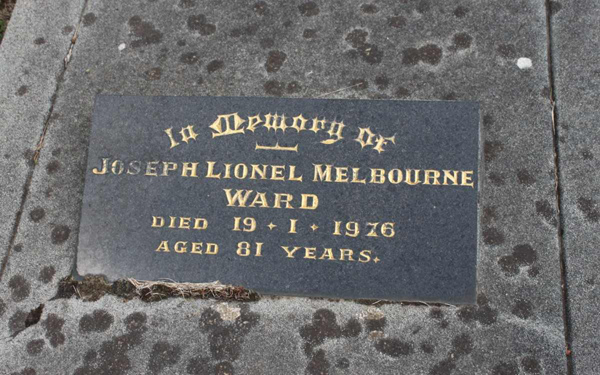 In Memory of
JOSEPH LIONEL MELBOURNE
WARD
DIED 19 · 1 · 1976
AGED 81 YEARS.